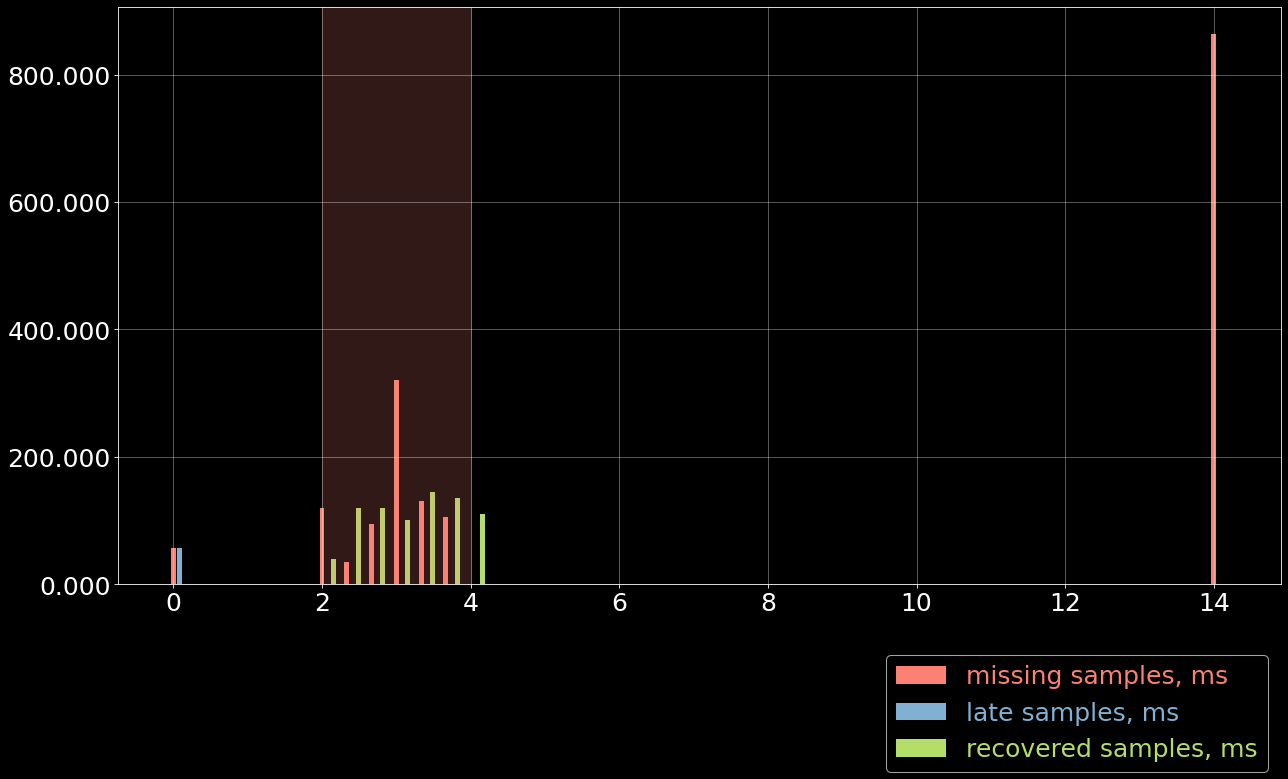 800.000
600.000
400.000
200.000
0.000
0 2 4 6 8 10 12 14
missing samples, ms
late samples, ms
recovered samples, ms